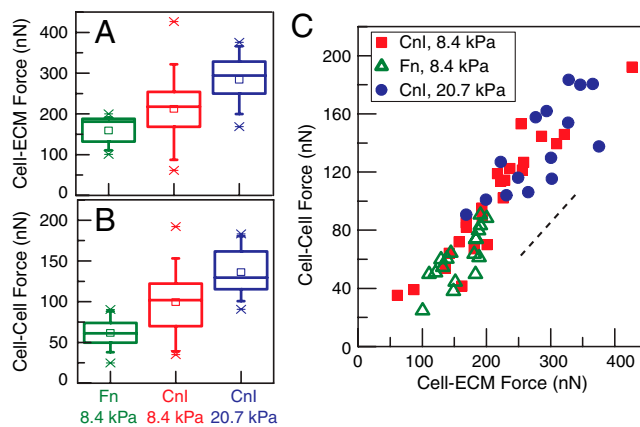 A
Cell-ECM Force (nN)
400
300
200
100
0
B
Cell-Cell Force (nN)
150
100
50
0
Fn
8.4 kPa
CnI
8.4 kPa
CnI
20.7 kPa
C
CnI, 8.4 kPa
Fn, 8.4 kPa
CnI, 20.7 kPa
Cell-Cell Force (nN)
200
160
120
80
40
0
0 100 200 300 400
Cell-ECM Force (nN)